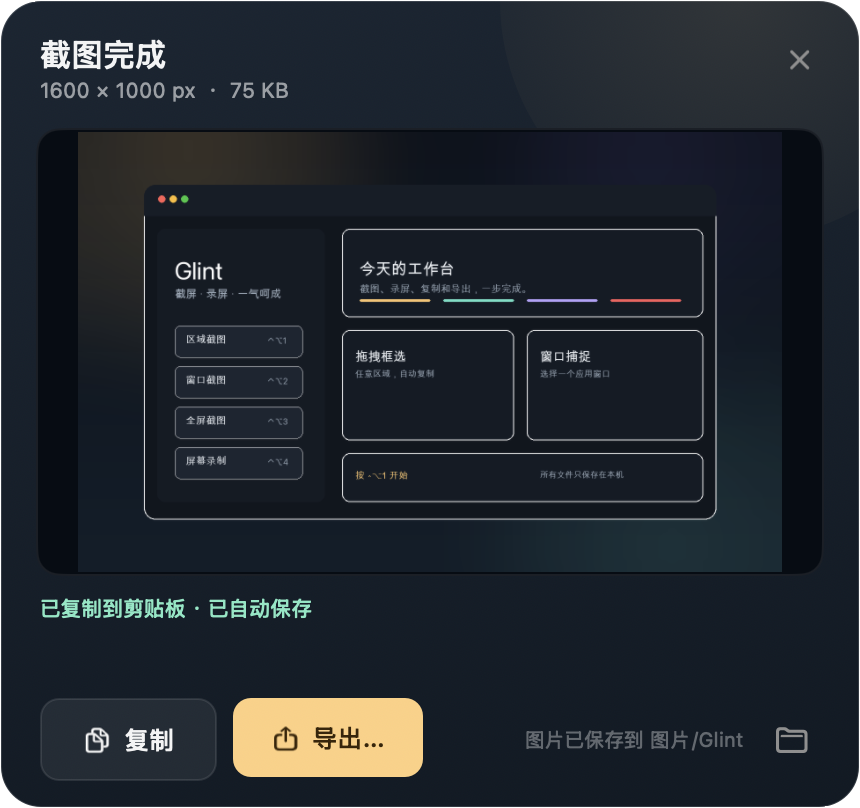 截图完成
1600 × 1000 px · 75 KB
Glint
截屏 · 录屏 · 一气呵成
区域截图 ^⌥1
窗口截图 ^⌥2
全屏截图 ^⌥3
屏幕录制 ^⌥4
今天的工作台
截图、录屏、复制和导出，一步完成。
拖拽框选
任意区域，自动复制
窗口捕捉
选择一个应用窗口
按 -⌥1 开始
所有文件只保存在本机
已复制到剪贴板 · 已自动保存
复制
导出...
图片已保存到 图片/Glint